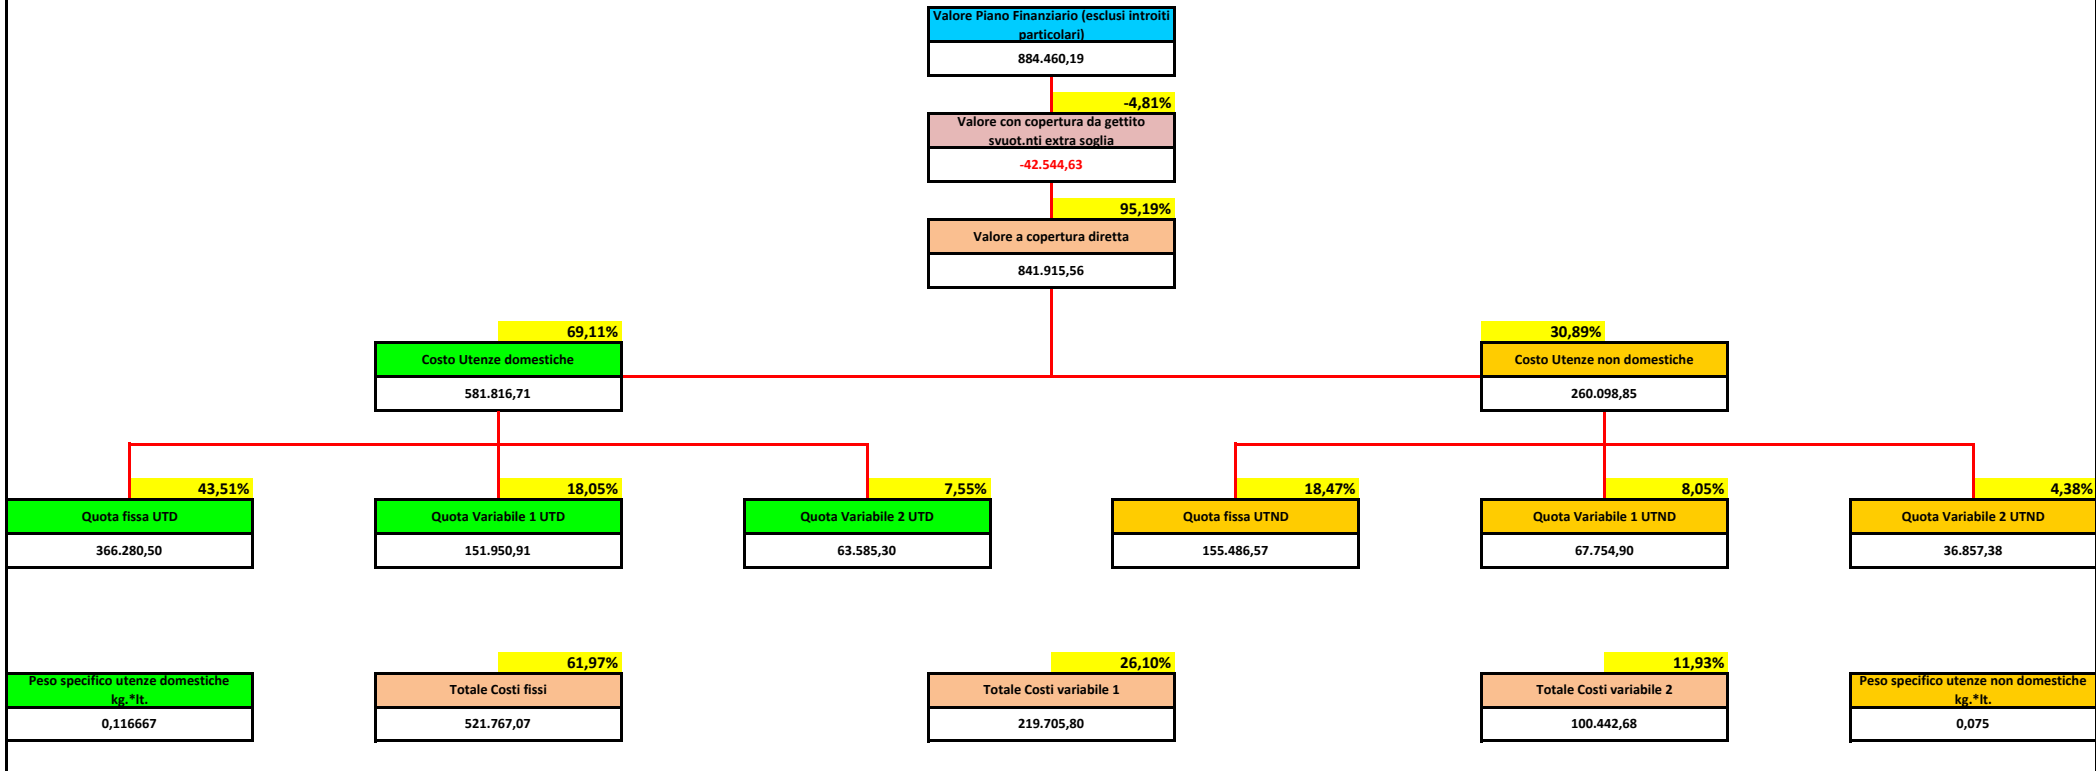 Valore Piano Finanziario (esclusi introiti
particolari)
884.460,19
-4,81%
Valore con copertura da gettito
svuot.nti extra soglia
-42.544,63
95,19%
Valore a copertura diretta
841.915,56
69,11%
30,89%
Costo Utenze domestiche
Costo Utenze non domestiche
581.816,71
260.098,85
43,51%
18,05%
7,55%
18,47%
8,05%
4,38%
Quota fissa UTD
Quota Variabile 1 UTD
Quota Variabile 2 UTD
Quota fissa UTND
Quota Variabile 1 UTND
Quota Variabile 2 UTND
366.280,50
151.950,91
63.585,30
155.486,57
67.754,90
36.857,38
61,97%
26,10%
11,93%
Peso specifico utenze domestiche
kg.*lt.
Totale Costi fissi
Totale Costi variabile 1
Totale Costi variabile 2
Peso specifico utenze non domestiche
kg.*lt.
0,116667
521.767,07
219.705,80
100.442,68
0,075